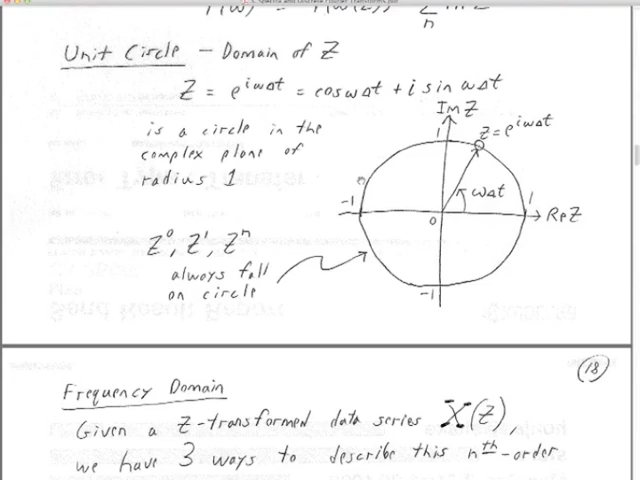 Unit Circle - Domain of Z
Z = e^{iωΔt} = cosωΔt + i sin ωΔt
is a circle in the
complex plane of
radius 1
Z⁰, Z¹, Zⁿ
always fall
on circle
Im Z
1
Z = e^{iωΔt}
ωΔt
-1
0
1
Re Z
-1
18
Frequency Domain
Given a Z-transformed data series X(Z),
we have 3 ways to describe this nth-order